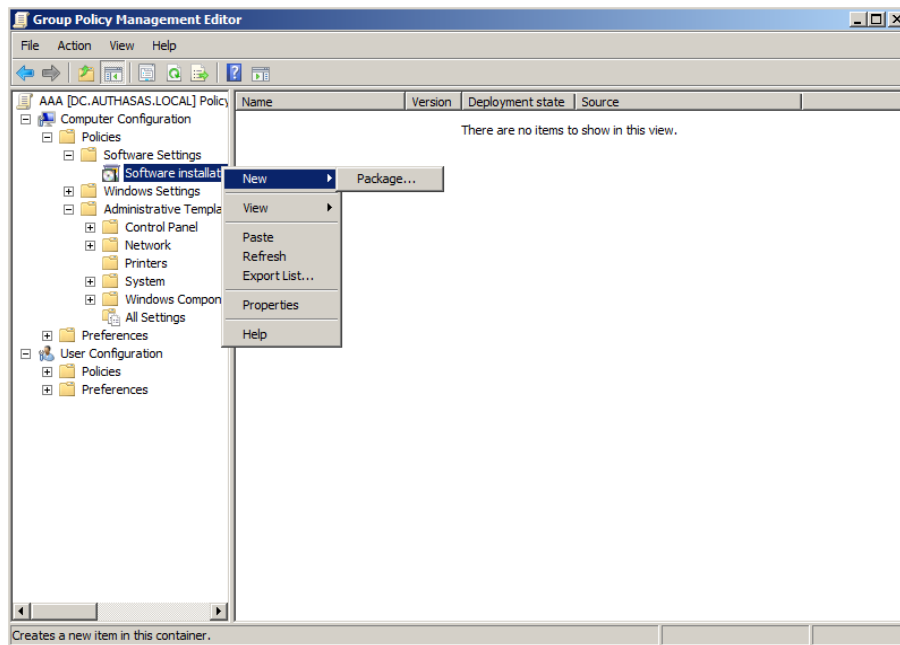 Group Policy Management Editor
File Action View Help
AAA [DC.AUTHASAS.LOCAL] Policy
Name Version Deployment state Source
Computer Configuration
There are no items to show in this view.
Policies
Software Settings
Software installat
New Package...
Windows Settings
Administrative Templa
View
Control Panel
Paste
Network
Refresh
Printers
Export List...
System
Windows Compon
Properties
All Settings
Preferences
Help
User Configuration
Policies
Preferences
Creates a new item in this container.